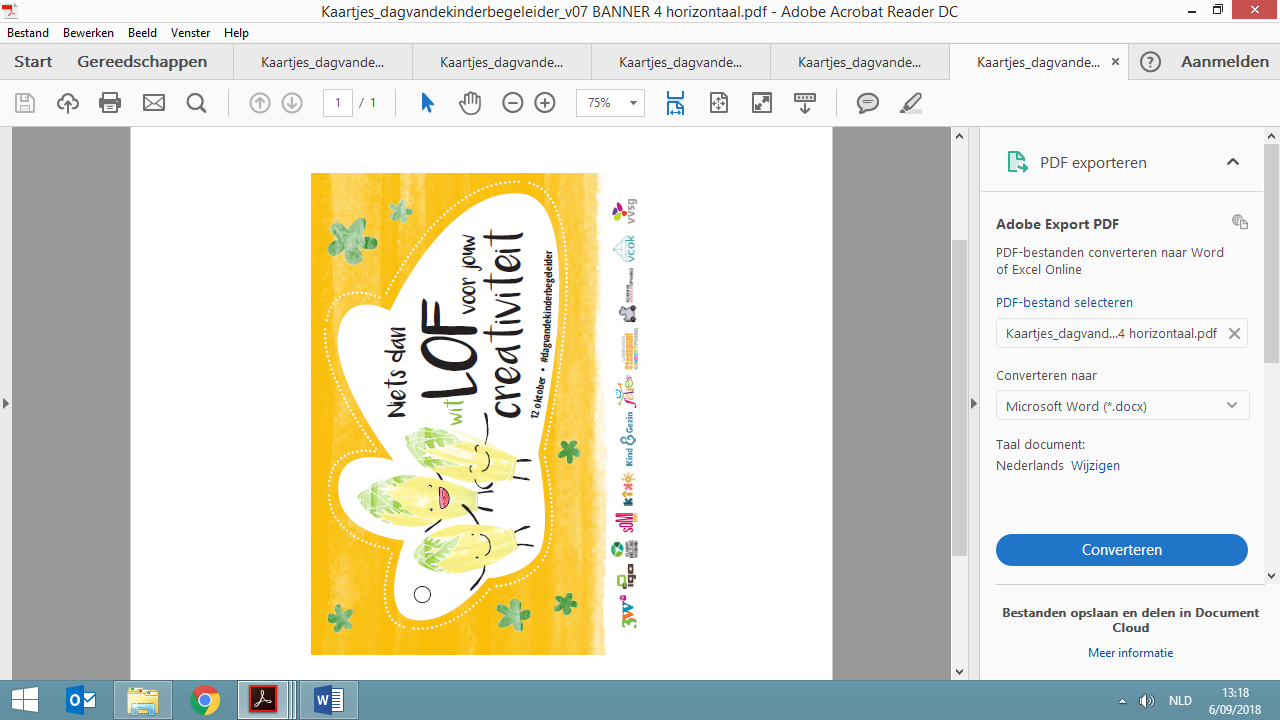 Kaartjes_dagvandekinderbegeleider_v07 BANNER 4 horizontaal.pdf - Adobe Acrobat Reader DC
Bestand Bewerken Beeld Venster Help
Start Gereedschappen Kaartjes_dagvande... Kaartjes_dagvande... Kaartjes_dagvande... Kaartjes_dagvande... Kaartjes_dagvande... Aanmelden
1 / 1 75%
Niets dan
wit LOF voor jouw
creativiteit
12 oktober • #dagvandekinderbegeleider
3wplus
SOM
KIKO
Kind & Gezin
felies
vcok
vvsg
PDF exporteren
Adobe Export PDF
PDF-bestanden converteren naar Word
of Excel Online
PDF-bestand selecteren
Kaartjes_dagvand...4 horizontaal.pdf
Converteren naar
Microsoft Word (*.docx)
Taal document:
Nederlands Wijzigen
Converteren
Bestanden opslaan en delen in Document
Cloud
Meer informatie
NLD
13:18
6/09/2018